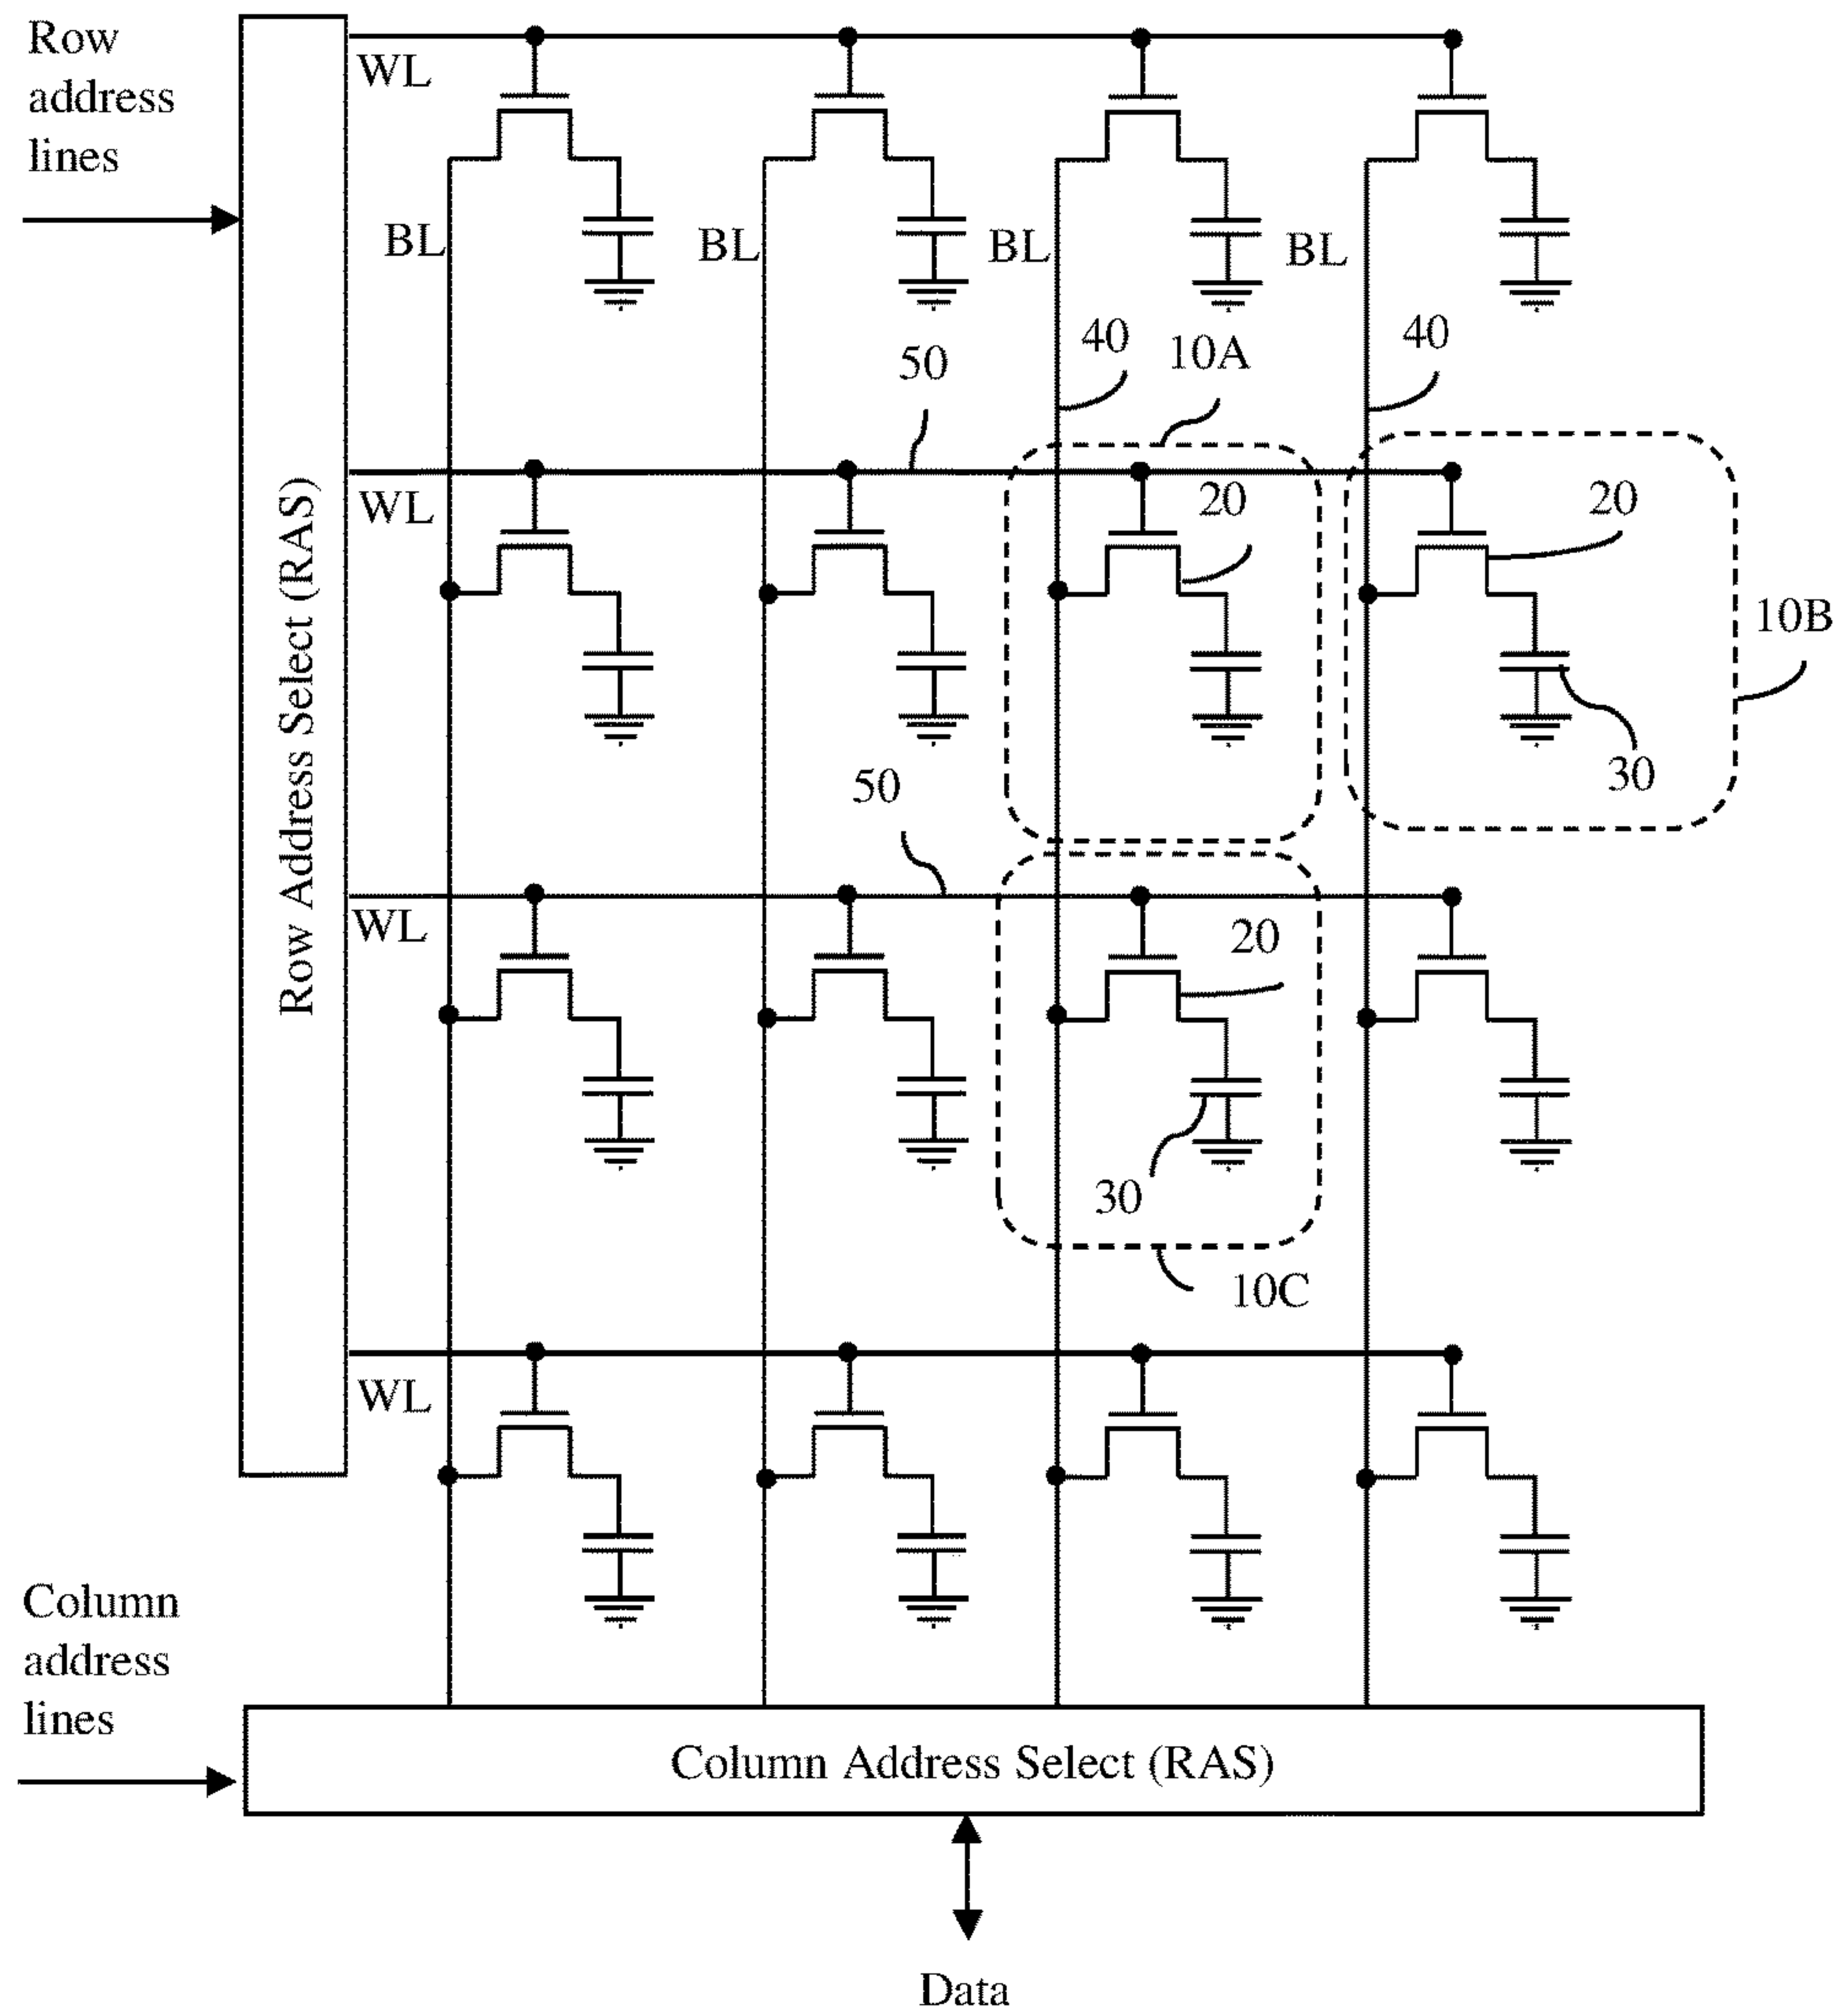 Row
address
lines
WL
BL
BL
BL
BL
40
40
10A
50
WL
20
20
10B
30
50
WL
20
30
10C
WL
Row Address Select (RAS)
Column
address
lines
Column Address Select (RAS)
Data